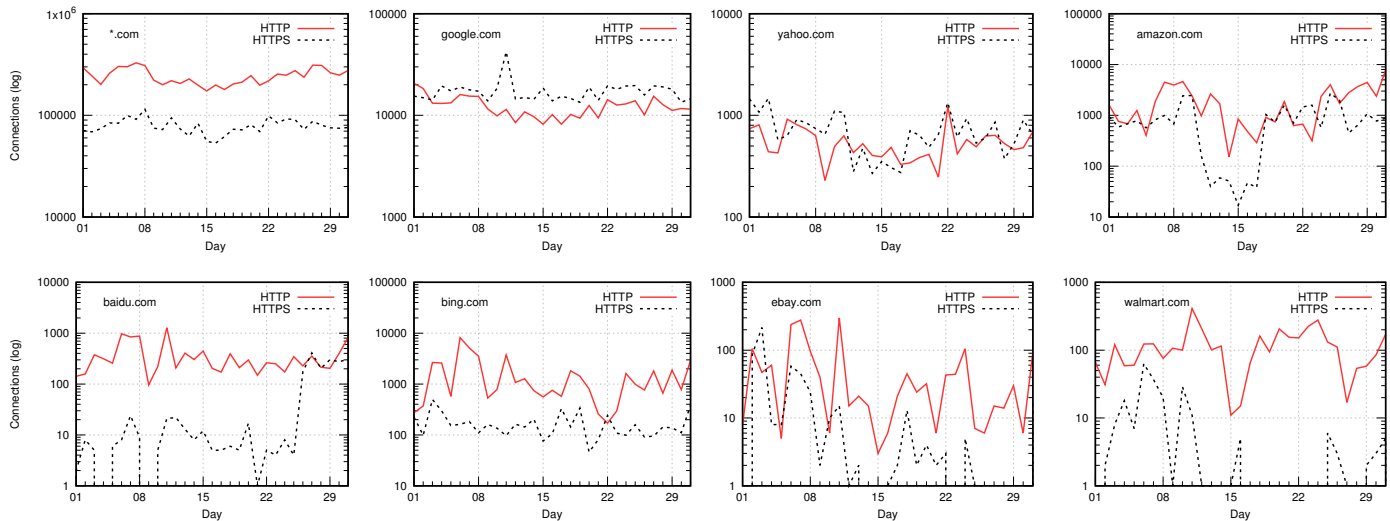 1x10⁶
100000
10000
Connections (log)
*.com
HTTP
HTTPS
01 08 15 22 29
Day
100000
10000
1000
google.com
HTTP
HTTPS
01 08 15 22 29
Day
10000
1000
100
yahoo.com
HTTP
HTTPS
01 08 15 22 29
Day
100000
10000
1000
100
10
amazon.com
HTTP
HTTPS
01 08 15 22 29
Day
10000
1000
100
10
1
Connections (log)
baidu.com
HTTP
HTTPS
01 08 15 22 29
Day
100000
10000
1000
100
10
bing.com
HTTP
HTTPS
01 08 15 22 29
Day
1000
100
10
1
ebay.com
HTTP
HTTPS
01 08 15 22 29
Day
1000
100
10
1
walmart.com
HTTP
HTTPS
01 08 15 22 29
Day